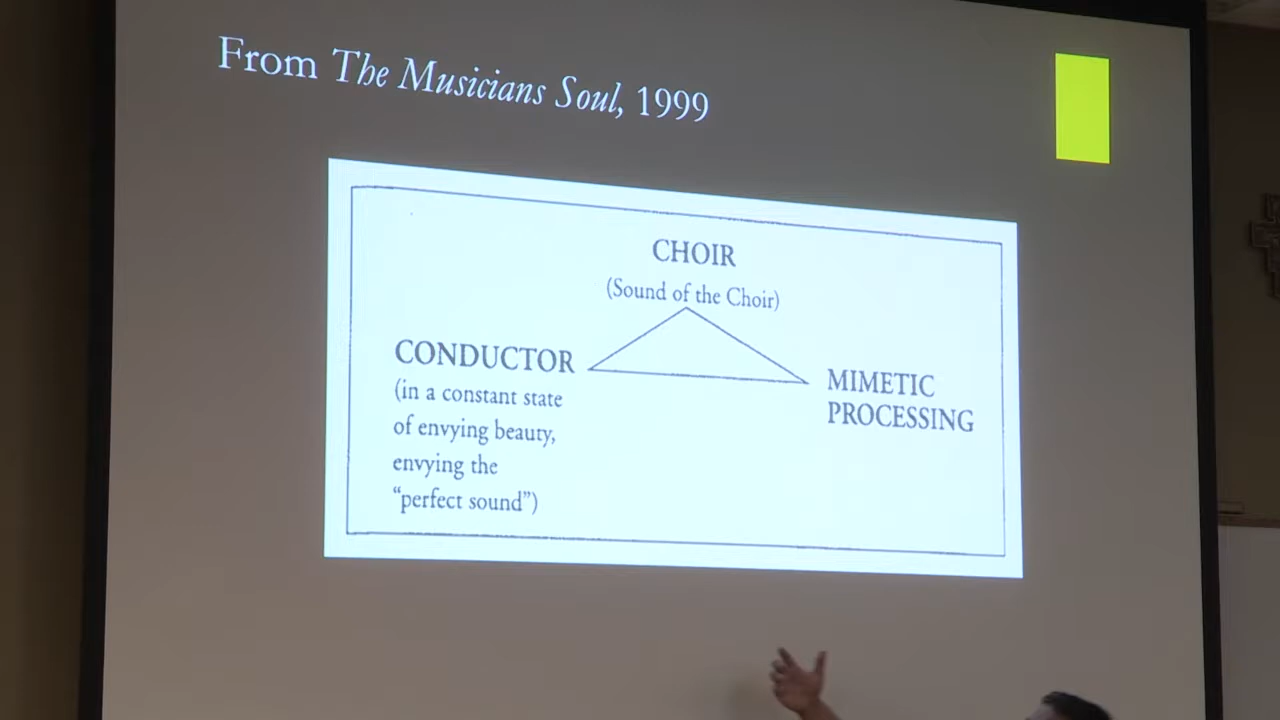 From The Musicians Soul, 1999
CHOIR
(Sound of the Choir)
CONDUCTOR
(in a constant state
of envying beauty,
envying the
“perfect sound”)
MIMETIC
PROCESSING